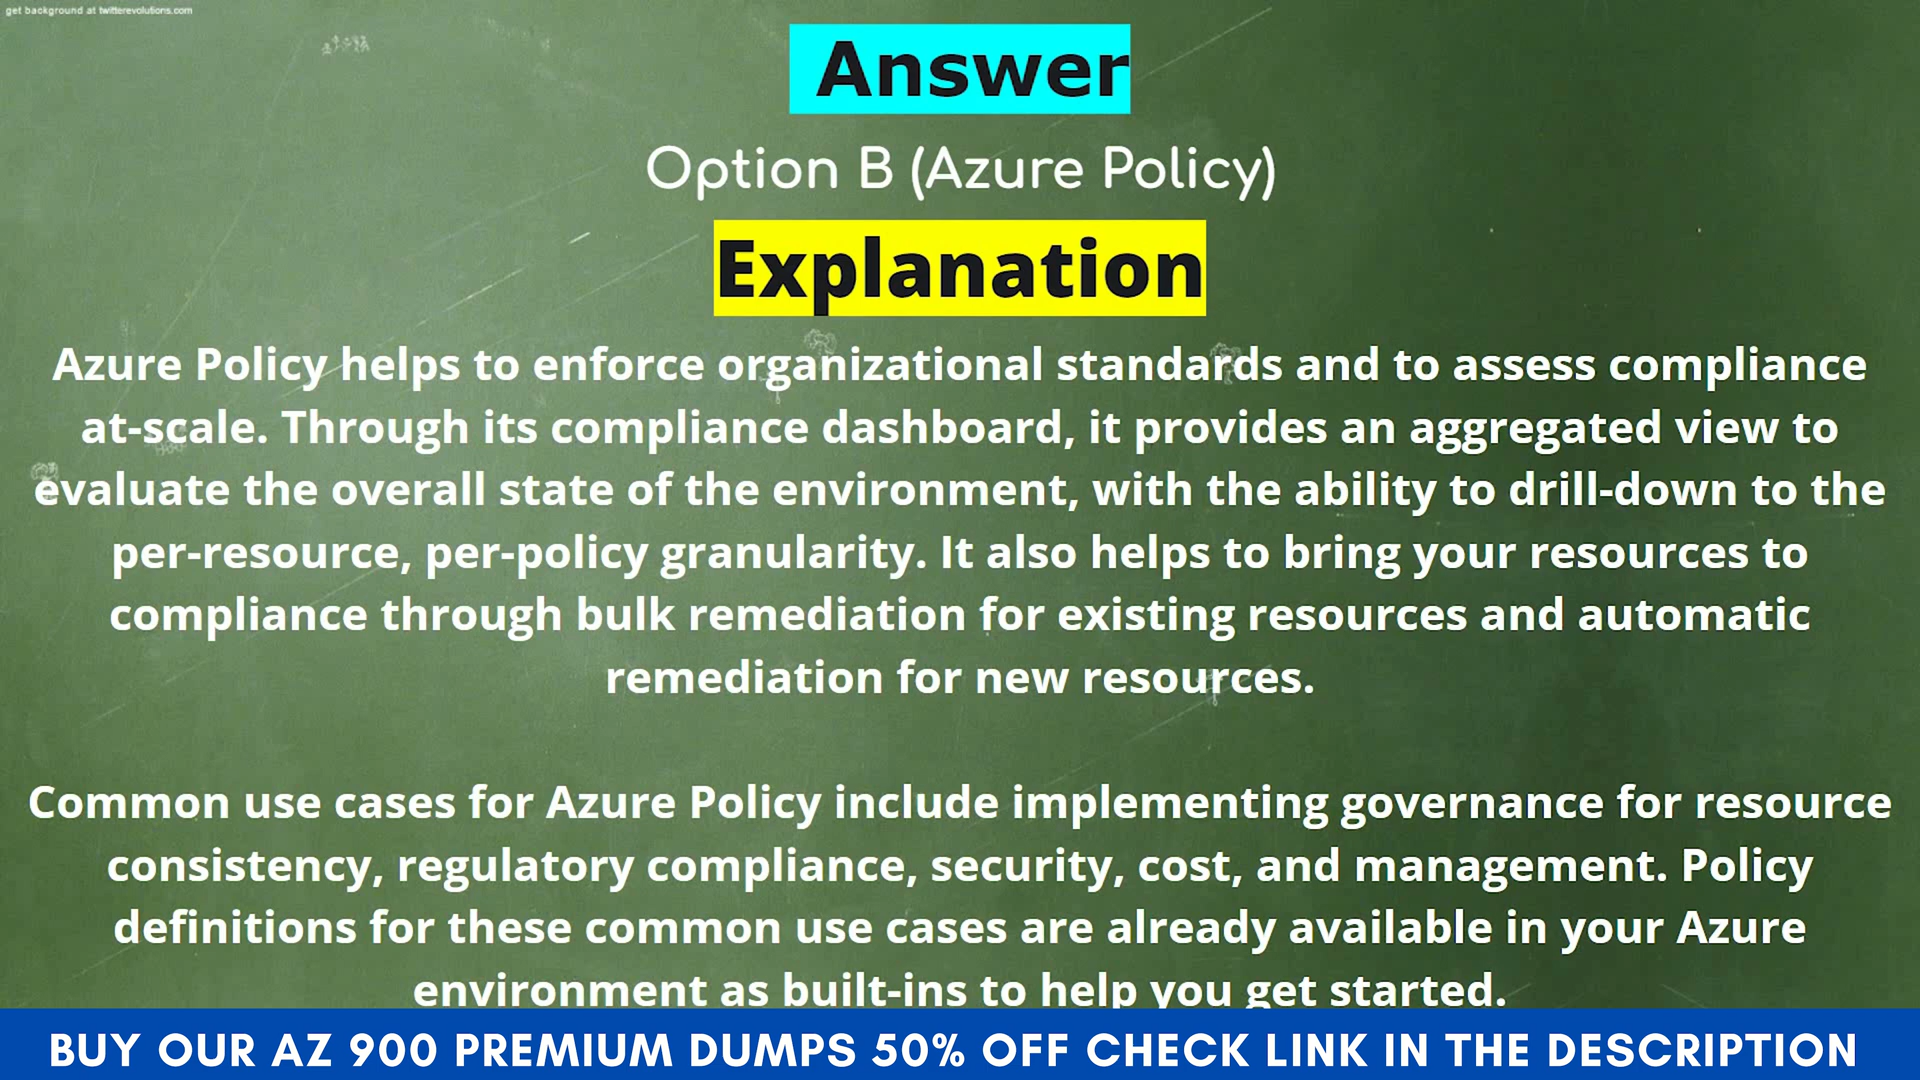 get background at twitterevolutions.com
Answer
Option B (Azure Policy)
Explanation
Azure Policy helps to enforce organizational standards and to assess compliance
at-scale. Through its compliance dashboard, it provides an aggregated view to
evaluate the overall state of the environment, with the ability to drill-down to the
per-resource, per-policy granularity. It also helps to bring your resources to
compliance through bulk remediation for existing resources and automatic
remediation for new resources.
Common use cases for Azure Policy include implementing governance for resource
consistency, regulatory compliance, security, cost, and management. Policy
definitions for these common use cases are already available in your Azure
environment as built-ins to help you get started.
BUY OUR AZ 900 PREMIUM DUMPS 50% OFF CHECK LINK IN THE DESCRIPTION